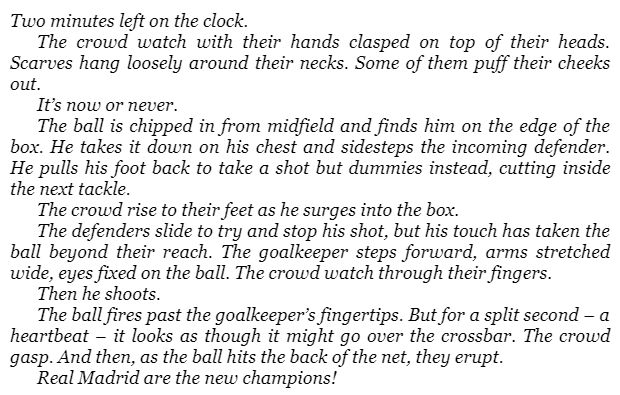 Two minutes left on the clock.
The crowd watch with their hands clasped on top of their heads.
Scarves hang loosely around their necks. Some of them puff their cheeks
out.
It’s now or never.
The ball is chipped in from midfield and finds him on the edge of the
box. He takes it down on his chest and sidesteps the incoming defender.
He pulls his foot back to take a shot but dummies instead, cutting inside
the next tackle.
The crowd rise to their feet as he surges into the box.
The defenders slide to try and stop his shot, but his touch has taken the
ball beyond their reach. The goalkeeper steps forward, arms stretched
wide, eyes fixed on the ball. The crowd watch through their fingers.
Then he shoots.
The ball fires past the goalkeeper’s fingertips. But for a split second – a
heartbeat – it looks as though it might go over the crossbar. The crowd
gasp. And then, as the ball hits the back of the net, they erupt.
Real Madrid are the new champions!